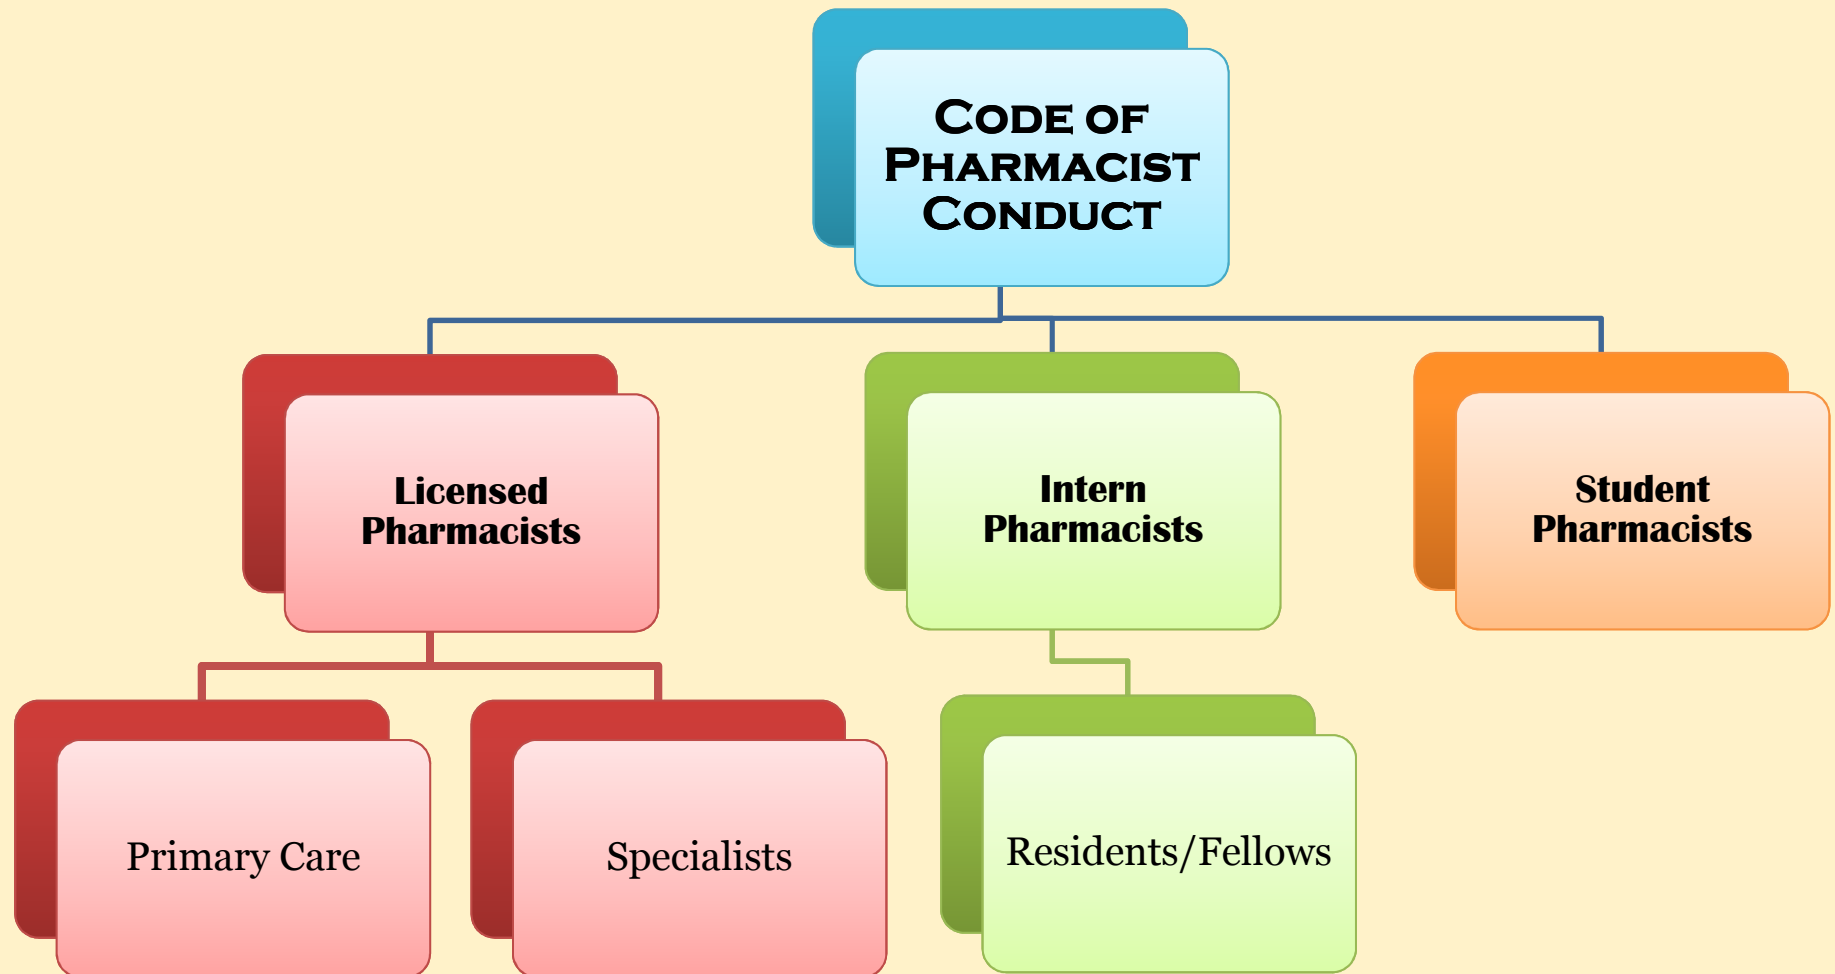 Code of
Pharmacist
Conduct
Licensed
Pharmacists
Intern
Pharmacists
Student
Pharmacists
Primary Care
Specialists
Residents/Fellows